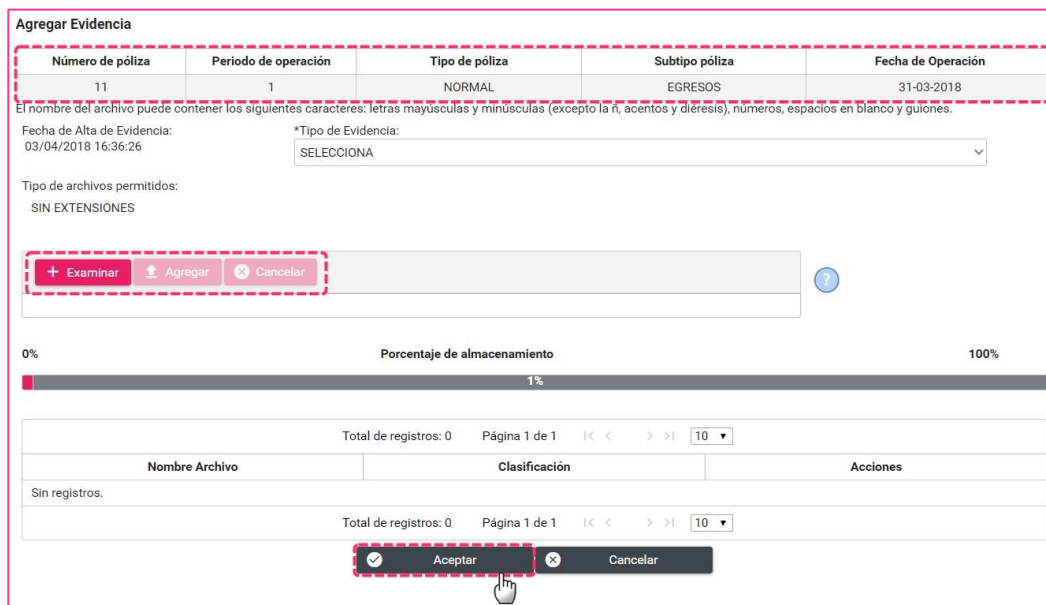 Agregar Evidencia
Número de póliza Periodo de operación Tipo de póliza Subtipo póliza Fecha de Operación
11 1 NORMAL EGRESOS 31-03-2018
El nombre del archivo puede contener los siguientes caracteres: letras mayúsculas y minúsculas (excepto la ñ, acentos y diéresis), números, espacios en blanco y guiones.
Fecha de Alta de Evidencia: *Tipo de Evidencia:
03/04/2018 16:36:26 SELECCIONA
Tipo de archivos permitidos:
SIN EXTENSIONES
+ Examinar Agregar Cancelar ?
0% Porcentaje de almacenamiento 100%
1%
Total de registros: 0 Página 1 de 1 |< < > >| 10
Nombre Archivo Clasificación Acciones
Sin registros.
Total de registros: 0 Página 1 de 1 |< < > >| 10
Aceptar Cancelar